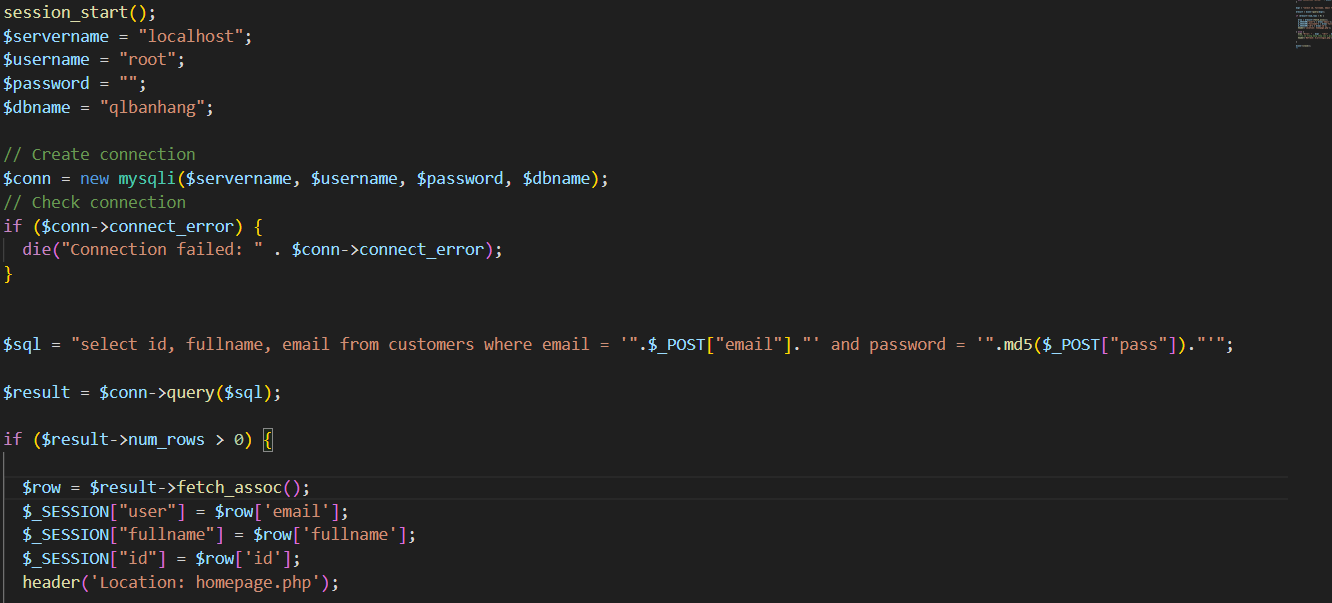 session_start();
$servername = "localhost";
$username = "root";
$password = "";
$dbname = "qlbanhang";
// Create connection
$conn = new mysqli($servername, $username, $password, $dbname);
// Check connection
if ($conn->connect_error) {
die("Connection failed: " . $conn->connect_error);
}
$sql = "select id, fullname, email from customers where email = '".$_POST["email"]."' and password = '".md5($_POST["pass"])."'";
$result = $conn->query($sql);
if ($result->num_rows > 0) {
$row = $result->fetch_assoc();
$_SESSION["user"] = $row['email'];
$_SESSION["fullname"] = $row['fullname'];
$_SESSION["id"] = $row['id'];
header('Location: homepage.php');